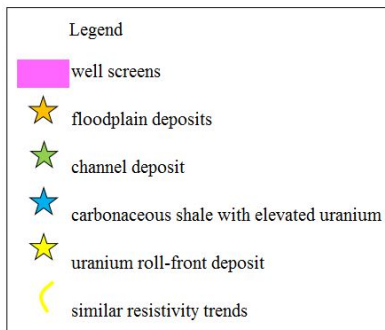 Legend
well screens
floodplain deposits
channel deposit
carbonaceous shale with elevated uranium
uranium roll-front deposit
similar resistivity trends